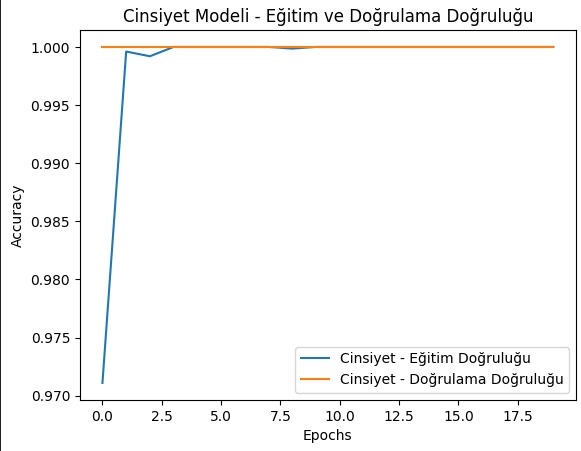 Cinsiyet Modeli - Eğitim ve Doğrulama Doğruluğu
1.000
0.995
0.990
0.985
0.980
0.975
0.970
Accuracy
Cinsiyet - Eğitim Doğruluğu
Cinsiyet - Doğrulama Doğruluğu
0.0 2.5 5.0 7.5 10.0 12.5 15.0 17.5
Epochs